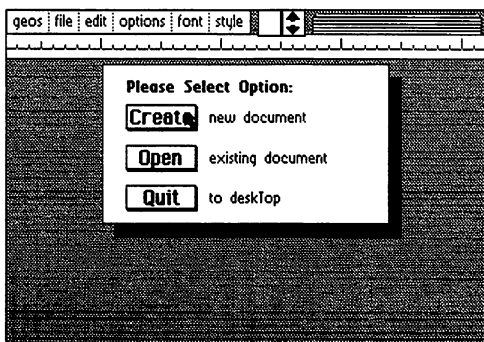 geos file edit options font style
Please Select Option:
Create new document
Open existing document
Quit to deskTop